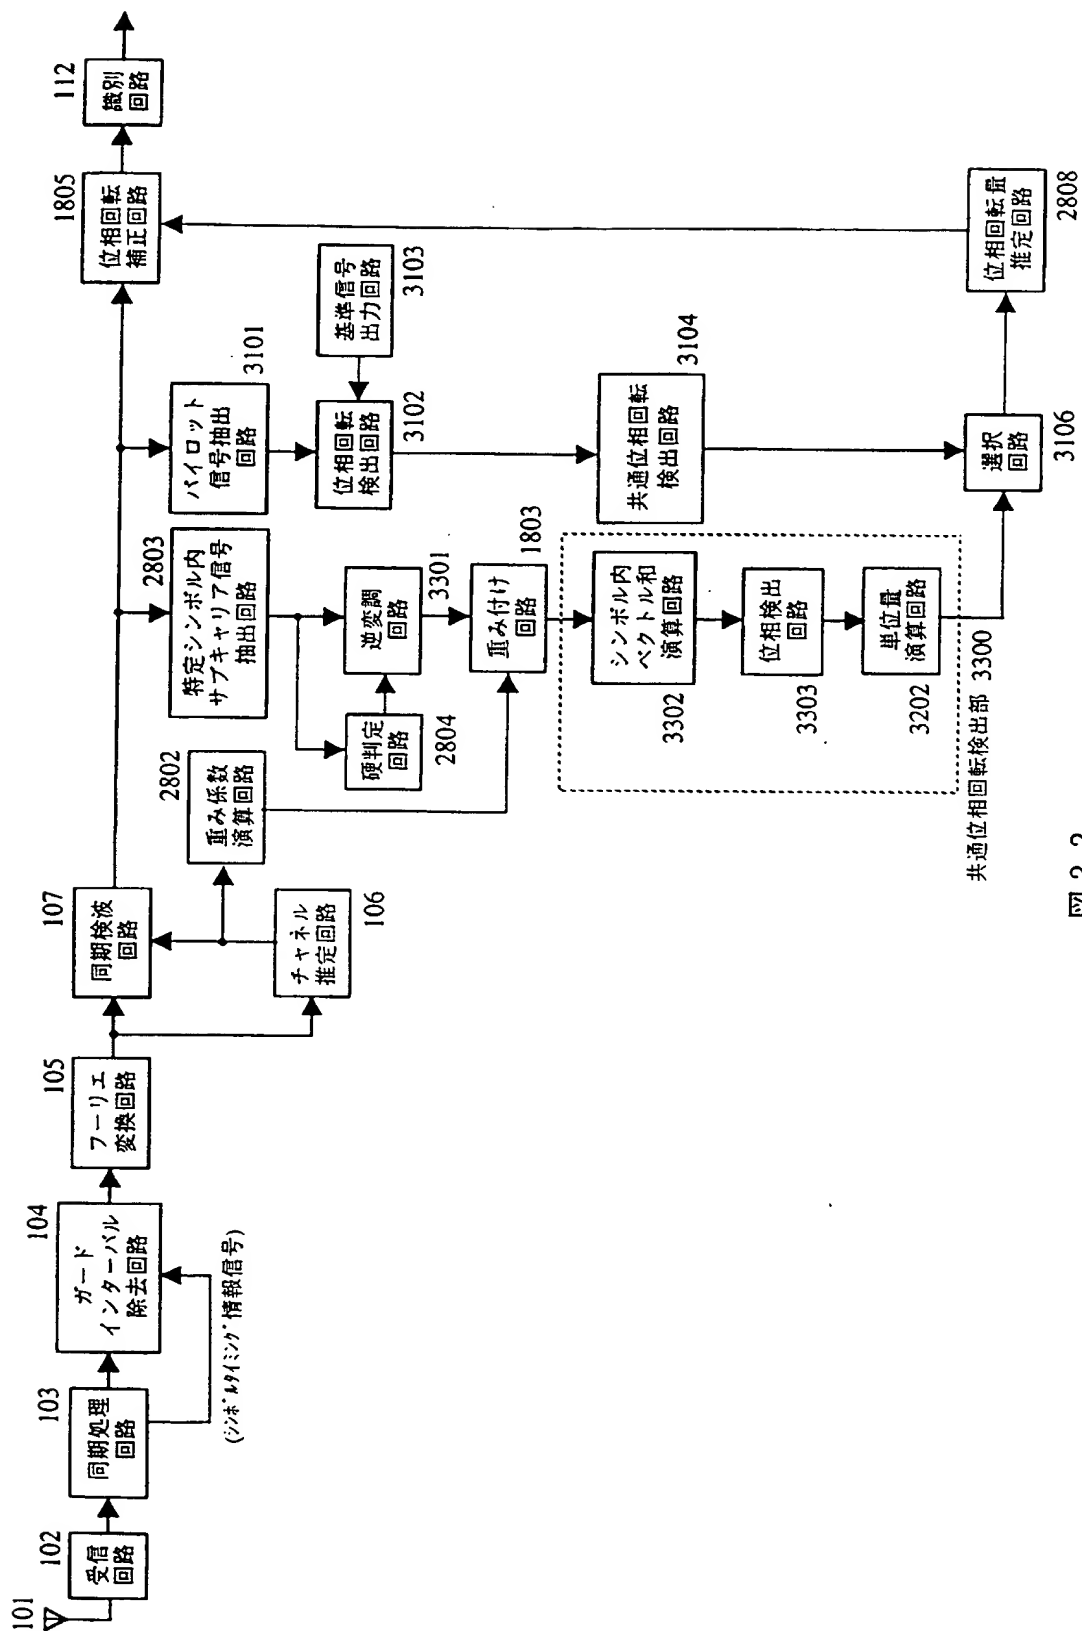 101
102
受信
回路
103
同期処理
回路
(ｼﾝﾎﾞﾙﾀｲﾐﾝｸﾞ情報信号)
104
ガード
インターバル
除去回路
105
フーリエ
変換回路
107
同期検波
回路
チャネル
推定回路
106
2802
重み係数
演算回路
2803
特定シンボル内
サブキャリア信号
抽出回路
硬判定
回路
2804
逆変調
回路
3301
重み付け
回路
1803
シンボル内
ベクトル和
演算回路
3302
位相検出
回路
3303
単位量
演算回路
3202
共通位相回転検出部 3300
パイロット
信号抽出
回路
3101
位相回転
検出回路
3102
基準信号
出力回路
3103
共通位相回転
検出回路
3104
選択
回路
3106
位相回転量
推定回路
2808
1805
位相回転
補正回路
112
識別
回路